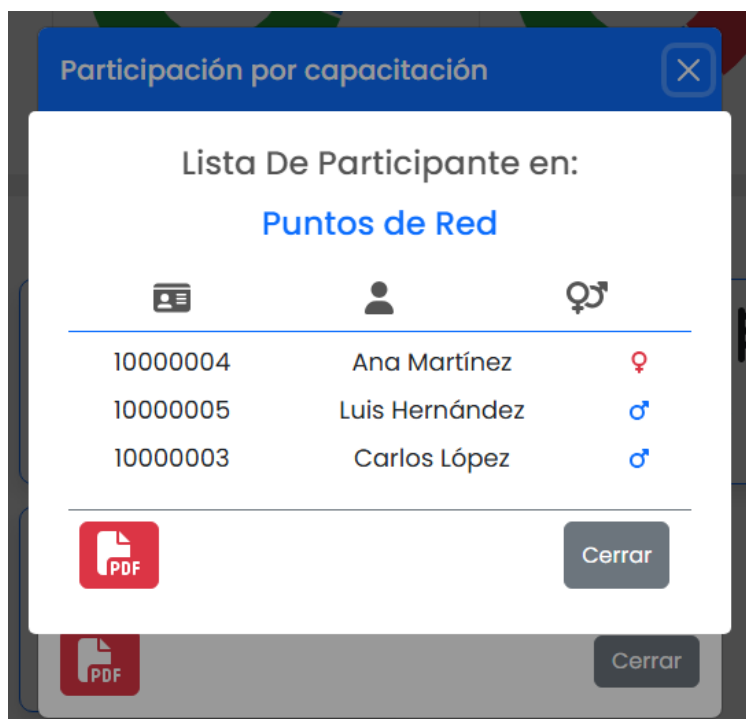 Participación por capacitación
Lista De Participante en:
Puntos de Red
10000004 Ana Martínez
10000005 Luis Hernández
10000003 Carlos López
PDF Cerrar
PDF Cerrar